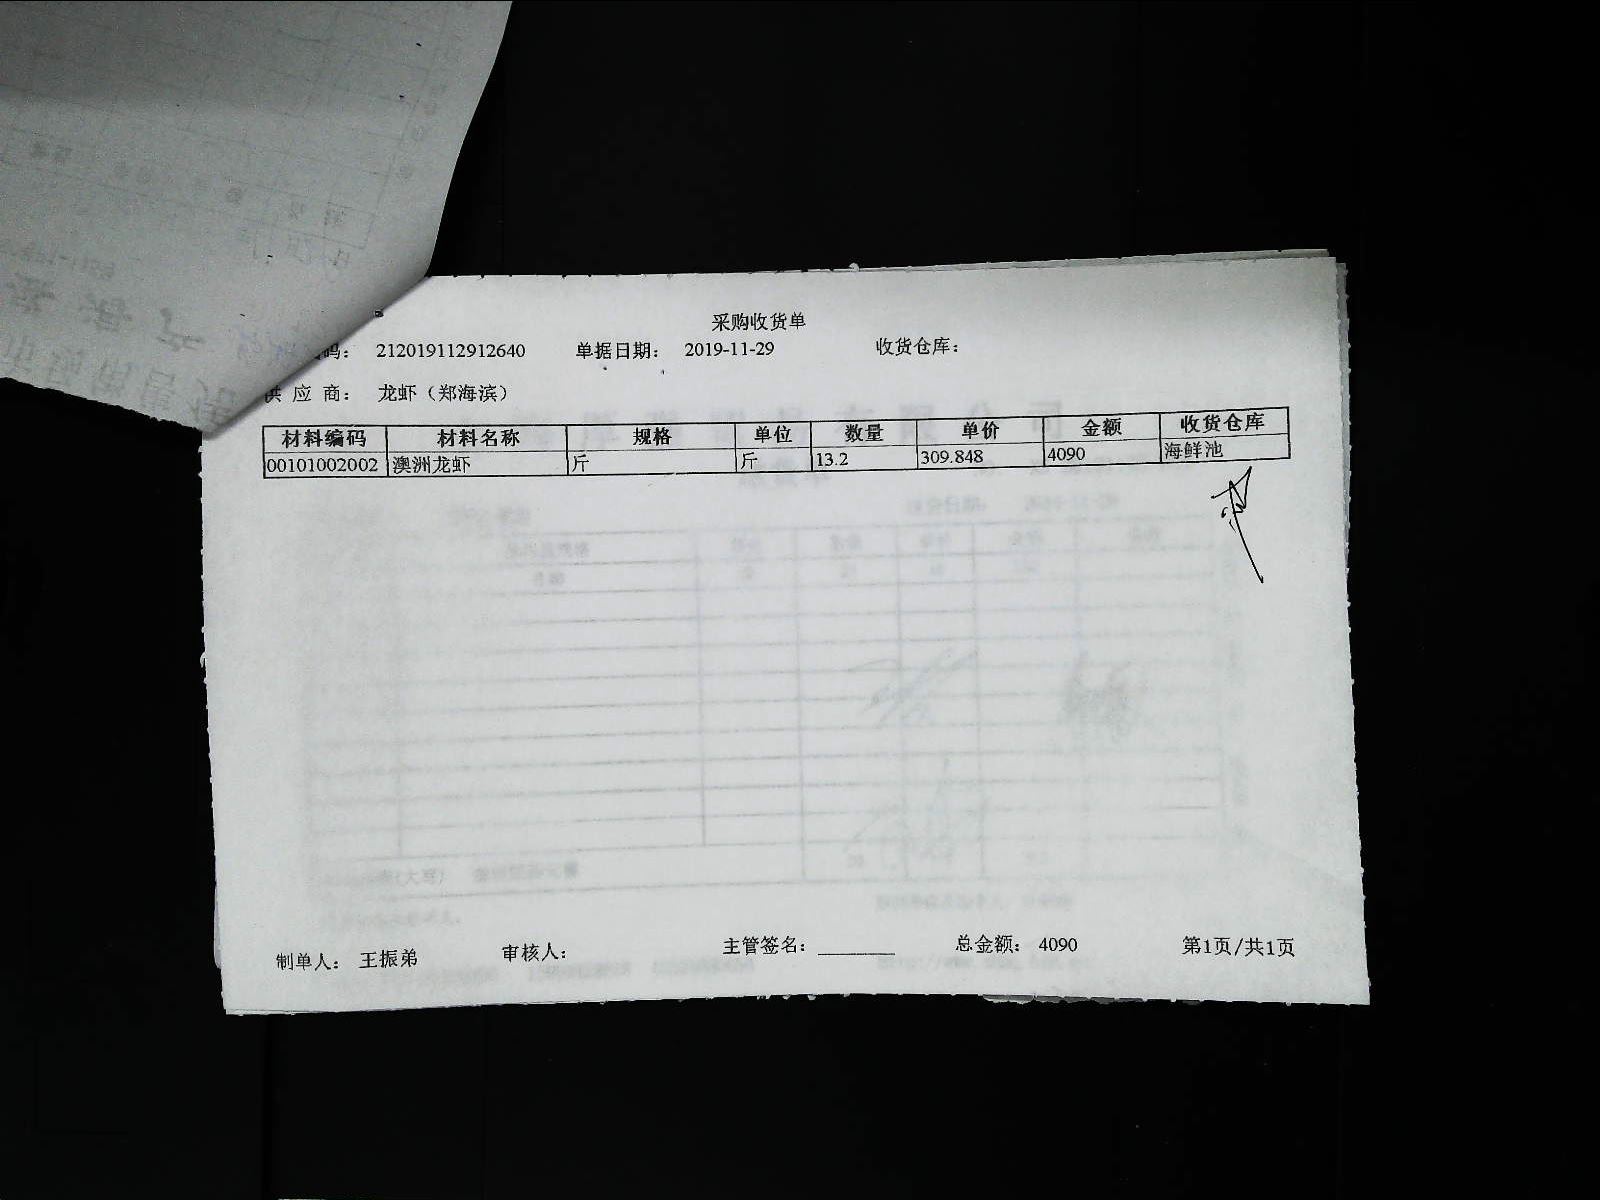 采购收货单
码： 212019112912640 单据日期： 2019-11-29 收货仓库：
供 应 商： 龙虾（郑海滨）
材料编码 材料名称 规格 单位 数量 单价 金额 收货仓库
00101002002 澳洲龙虾 斤 斤 13.2 309.848 4090 海鲜池
制单人： 王振弟 审核人： 主管签名： 总金额： 4090 第1页/共1页